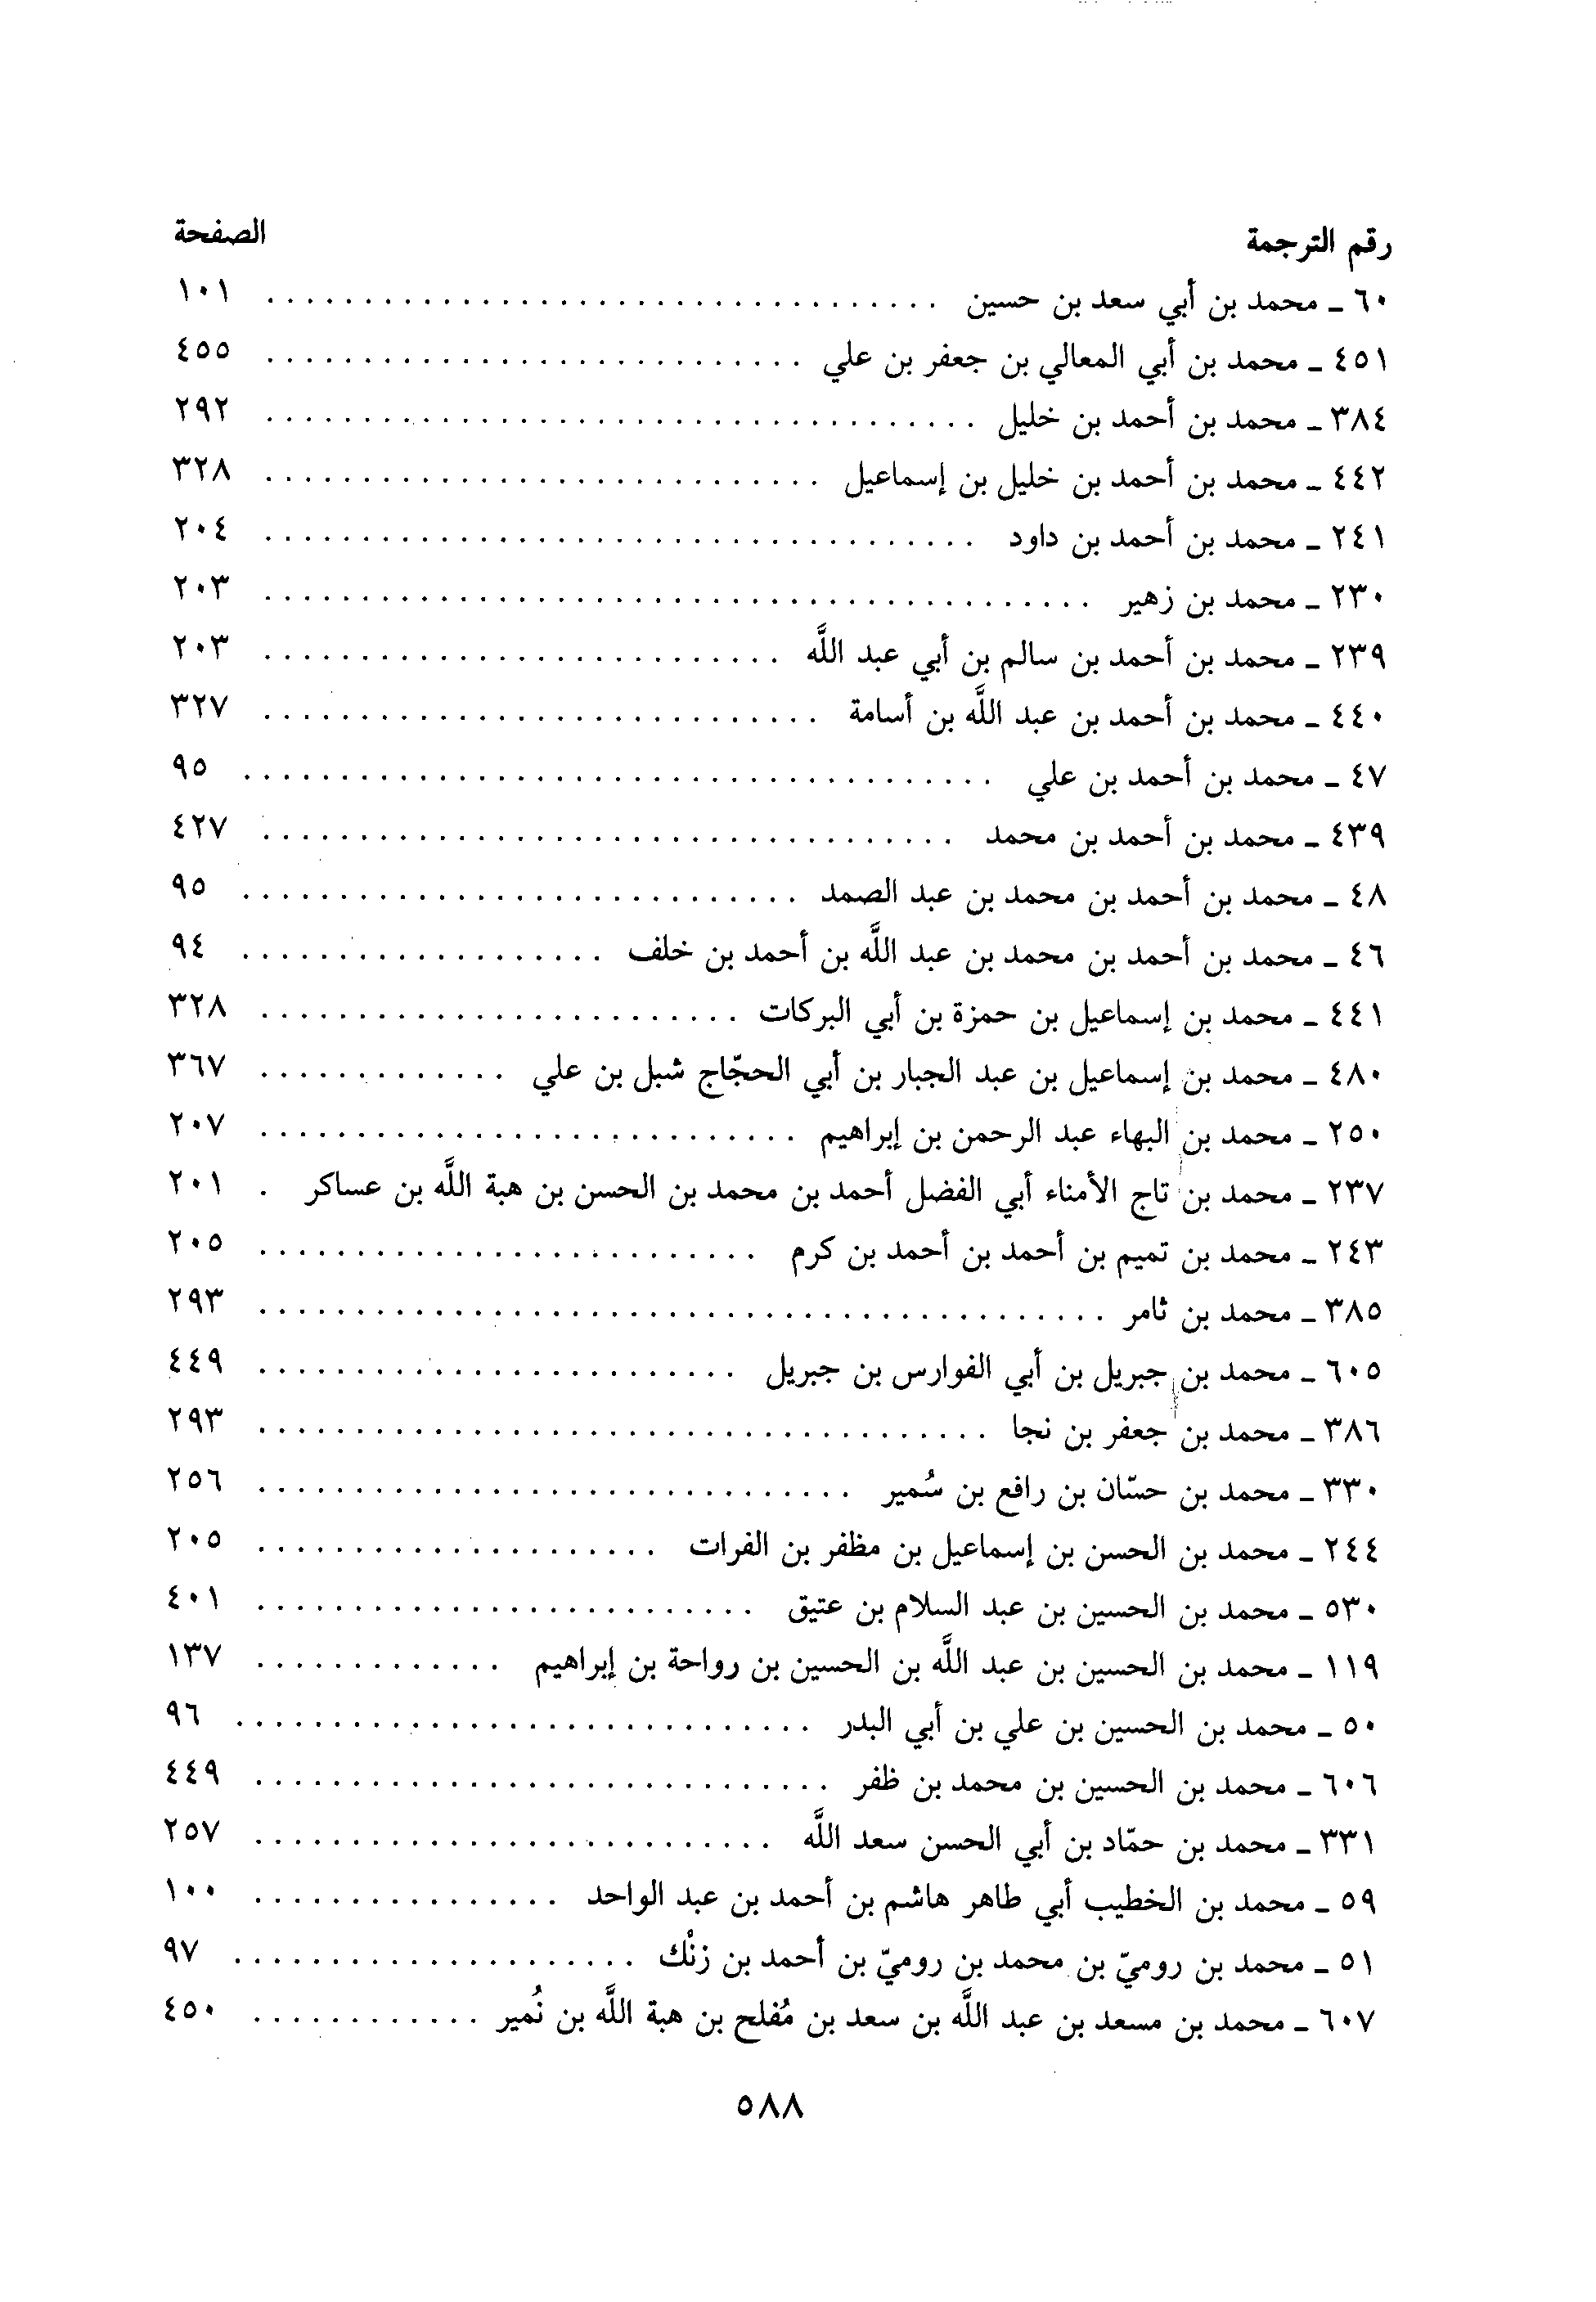 رقم الترجمة الصفحة
٦٠ ـ محمد بن أبي سعد بن حسين . . . . . . . . . . . . . . . . . . . . . . . . . . . . . . . . . . . ١٠١
٤٥١ ـ محمد بن أبي المعالي بن جعفر بن علي . . . . . . . . . . . . . . . . . . . . . . . . . . . . ٤٥٥
٣٨٤ ـ محمد بن أحمد بن خليل . . . . . . . . . . . . . . . . . . . . . . . . . . . . . . . . . . . . . ٢٩٢
٤٤٢ ـ محمد بن أحمد بن خليل بن إسماعيل . . . . . . . . . . . . . . . . . . . . . . . . . . . . . ٣٢٨
٢٤١ ـ محمد بن أحمد بن داود . . . . . . . . . . . . . . . . . . . . . . . . . . . . . . . . . . . . . ٢٠٤
٢٣٠ ـ محمد بن زهير . . . . . . . . . . . . . . . . . . . . . . . . . . . . . . . . . . . . . . . . . . . ٢٠٣
٢٣٩ ـ محمد بن أحمد بن سالم بن أبي عبد اللَّه . . . . . . . . . . . . . . . . . . . . . . . . . . . ٢٠٣
٤٤٠ ـ محمد بن أحمد بن عبد اللَّه بن أسامة . . . . . . . . . . . . . . . . . . . . . . . . . . . . . ٣٢٧
٤٧ ـ محمد بن أحمد بن علي . . . . . . . . . . . . . . . . . . . . . . . . . . . . . . . . . . . . . . . ٩٥
٤٣٩ ـ محمد بن أحمد بن محمد . . . . . . . . . . . . . . . . . . . . . . . . . . . . . . . . . . . . ٤٢٧
٤٨ ـ محمد بن أحمد بن محمد بن عبد الصمد . . . . . . . . . . . . . . . . . . . . . . . . . . . . . ٩٥
٤٦ ـ محمد بن أحمد بن محمد بن عبد اللَّه بن أحمد بن خلف . . . . . . . . . . . . . . . . . . . ٩٤
٤٤١ ـ محمد بن إسماعيل بن حمزة بن أبي البركات . . . . . . . . . . . . . . . . . . . . . . . . . ٣٢٨
٤٨٠ ـ محمد بن إسماعيل بن عبد الجبار بن أبي الحجّاج شبل بن علي . . . . . . . . . . . . . ٣٦٧
٢٥٠ ـ محمد بن البهاء عبد الرحمن بن إبراهيم . . . . . . . . . . . . . . . . . . . . . . . . . . . . ٢٠٧
٢٣٧ ـ محمد بن تاج الأمناء أبي الفضل أحمد بن محمد بن الحسن بن هبة اللَّه بن عساكر . ٢٠١
٢٤٣ ـ محمد بن تميم بن أحمد بن أحمد بن كرم . . . . . . . . . . . . . . . . . . . . . . . . . . ٢٠٥
٣٨٥ ـ محمد بن ثامر . . . . . . . . . . . . . . . . . . . . . . . . . . . . . . . . . . . . . . . . . . . . ٢٩٣
٦٠٥ ـ محمد بن جبريل بن أبي الفوارس بن جبريل . . . . . . . . . . . . . . . . . . . . . . . . . ٤٤٩
٣٨٦ ـ محمد بن جعفر بن نجا . . . . . . . . . . . . . . . . . . . . . . . . . . . . . . . . . . . . . . ٢٩٣
٣٣٠ ـ محمد بن حسّان بن رافع بن سُمير . . . . . . . . . . . . . . . . . . . . . . . . . . . . . . . ٢٥٦
٢٤٤ ـ محمد بن الحسن بن إسماعيل بن مظفر بن الفرات . . . . . . . . . . . . . . . . . . . . . ٢٠٥
٥٣٠ ـ محمد بن الحسين بن عبد السلام بن عتيق . . . . . . . . . . . . . . . . . . . . . . . . . . ٤٠١
١١٩ ـ محمد بن الحسين بن عبد اللَّه بن الحسين بن رواحة بن إبراهيم . . . . . . . . . . . . . ١٣٧
٥٠ ـ محمد بن الحسين بن علي بن أبي البدر . . . . . . . . . . . . . . . . . . . . . . . . . . . . . . ٩٦
٦٠٦ ـ محمد بن الحسين بن محمد بن ظفر . . . . . . . . . . . . . . . . . . . . . . . . . . . . . . ٤٤٩
٣٣١ ـ محمد بن حمّاد بن أبي الحسن سعد اللَّه . . . . . . . . . . . . . . . . . . . . . . . . . . . ٢٥٧
٥٩ ـ محمد بن الخطيب أبي طاهر هاشم بن أحمد بن عبد الواحد . . . . . . . . . . . . . . . . ١٠٠
٥١ ـ محمد بن روميّ بن محمد بن روميّ بن أحمد بن زنْك . . . . . . . . . . . . . . . . . . . . . ٩٧
٦٠٧ ـ محمد بن مسعد بن عبد اللَّه بن سعد بن مُفلح بن هبة اللَّه بن نُمير . . . . . . . . . . . . ٤٥٠
٥٨٨